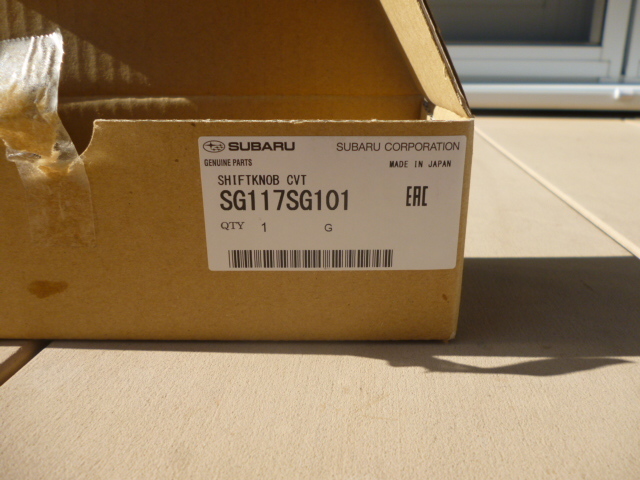 SUBARU SUBARU CORPORATION
GENUINE PARTS MADE IN JAPAN
SHIFTKNOB CVT
SG117SG101 EAC
QTY 1 G